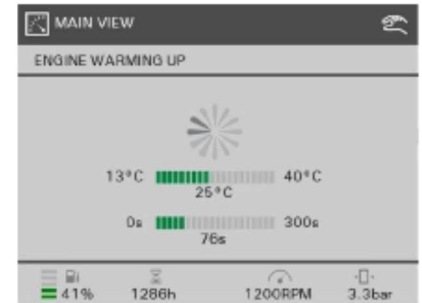 MAIN VIEW
ENGINE WARMING UP
13°C 40°C
25°C
0s 300s
76s
41% 1286h 1200RPM 3.3bar